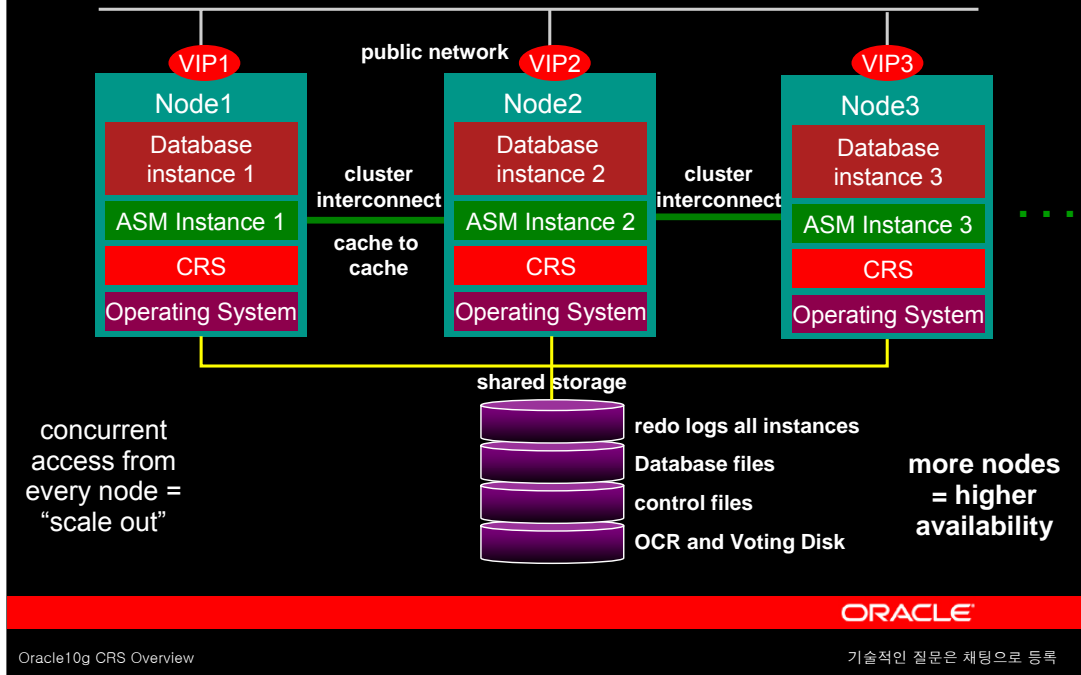 public network
VIP1
VIP2
VIP3
Node1
Database
instance 1
ASM Instance 1
CRS
Operating System
cluster
interconnect
cache to
cache
Node2
Database
instance 2
ASM Instance 2
CRS
Operating System
cluster
interconnect
Node3
Database
instance 3
ASM Instance 3
CRS
Operating System
. . .
shared storage
redo logs all instances
Database files
control files
OCR and Voting Disk
concurrent
access from
every node =
“scale out”
more nodes
= higher
availability
ORACLE
Oracle10g CRS Overview
기술적인 질문은 채팅으로 등록